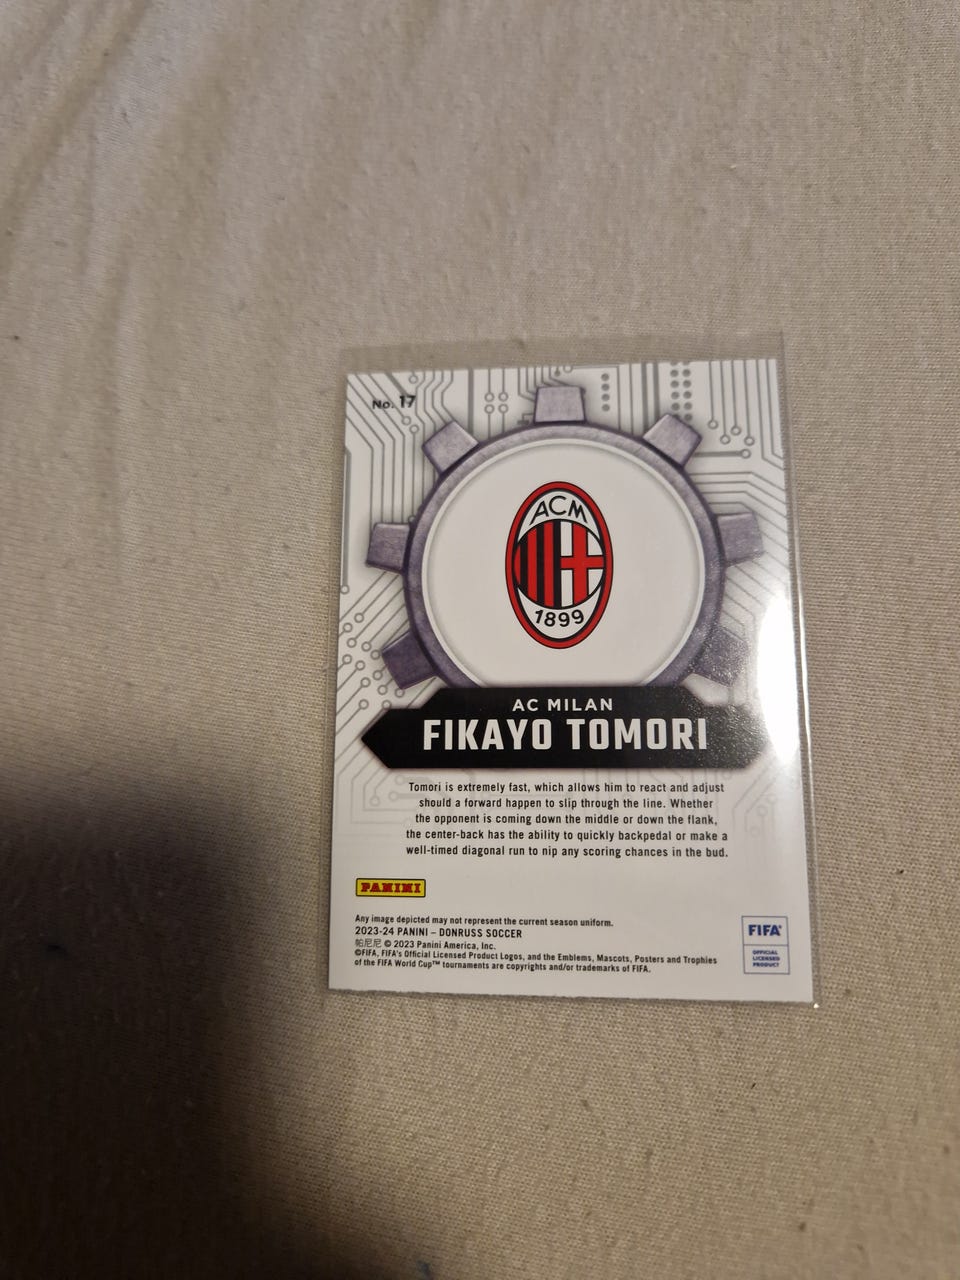 No. 17
ACM
1899
AC MILAN
FIKAYO TOMORI
Tomori is extremely fast, which allows him to react and adjust
should a forward happen to slip through the line. Whether
the opponent is coming down the middle or down the flank,
the center-back has the ability to quickly backpedal or make a
well-timed diagonal run to nip any scoring chances in the bud.
PANINI
Any image depicted may not represent the current season uniform.
2023-24 PANINI – DONRUSS SOCCER
帕尼尼 © 2023 Panini America, Inc.
©FIFA, FIFA's Official Licensed Product Logos, and the Emblems, Mascots, Posters and Trophies
of the FIFA World Cup™ tournaments are copyrights and/or trademarks of FIFA.
FIFA®
OFFICIAL
LICENSED
PRODUCT